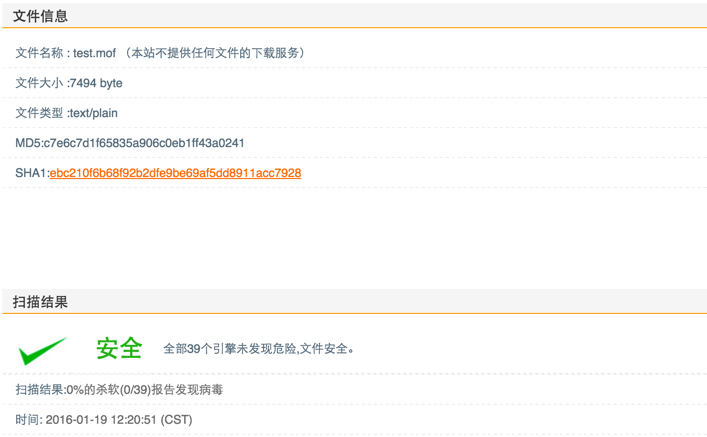 文件信息
文件名称 : test.mof （本站不提供任何文件的下载服务）
文件大小 :7494 byte
文件类型 :text/plain
MD5:c7e6c7d1f65835a906c0eb1ff43a0241
SHA1:ebc210f6b68f92b2dfe9be69af5dd8911acc7928
扫描结果
安全 全部39个引擎未发现危险,文件安全。
扫描结果:0%的杀软(0/39)报告发现病毒
时间: 2016-01-19 12:20:51 (CST)